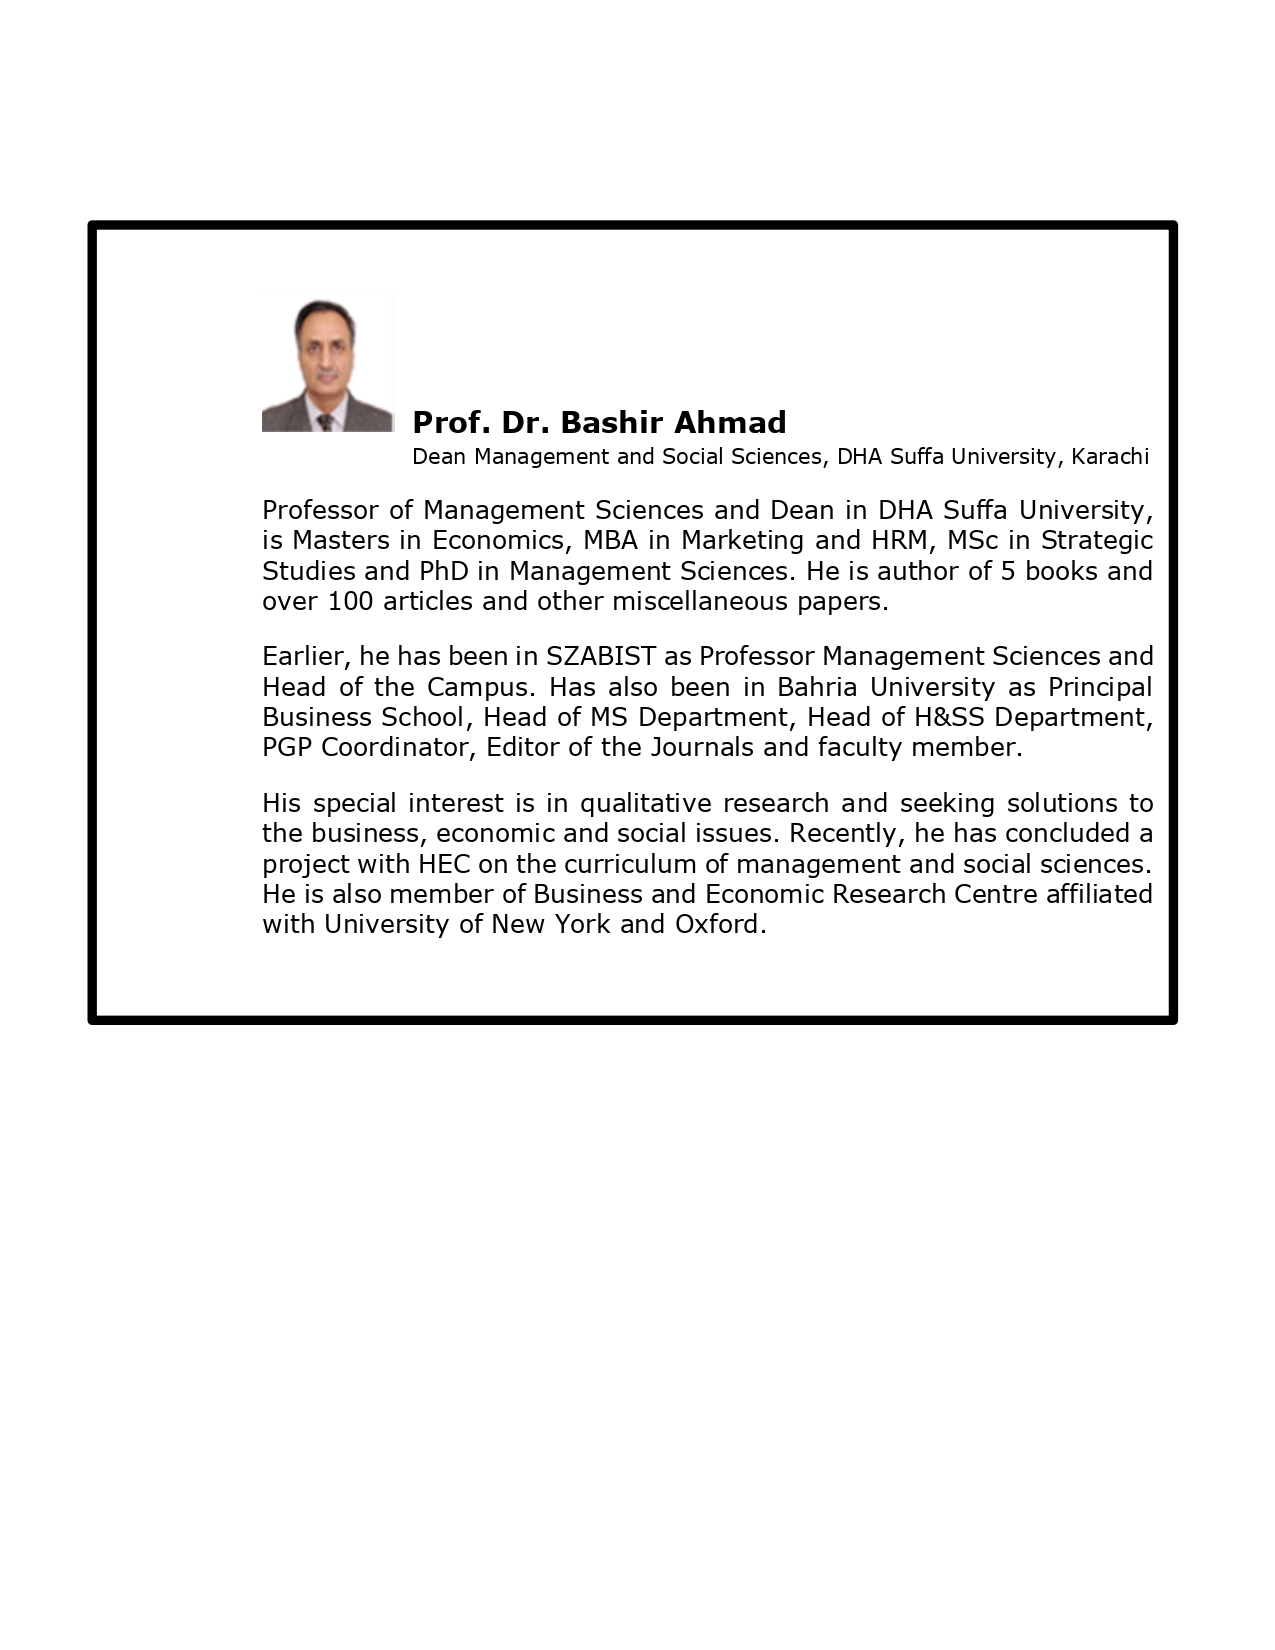 Prof. Dr. Bashir Ahmad
Dean Management and Social Sciences, DHA Suffa University, Karachi
Professor of Management Sciences and Dean in DHA Suffa University,
is Masters in Economics, MBA in Marketing and HRM, MSc in Strategic
Studies and PhD in Management Sciences. He is author of 5 books and
over 100 articles and other miscellaneous papers.
Earlier, he has been in SZABIST as Professor Management Sciences and
Head of the Campus. Has also been in Bahria University as Principal
Business School, Head of MS Department, Head of H&SS Department,
PGP Coordinator, Editor of the Journals and faculty member.
His special interest is in qualitative research and seeking solutions to
the business, economic and social issues. Recently, he has concluded a
project with HEC on the curriculum of management and social sciences.
He is also member of Business and Economic Research Centre affiliated
with University of New York and Oxford.